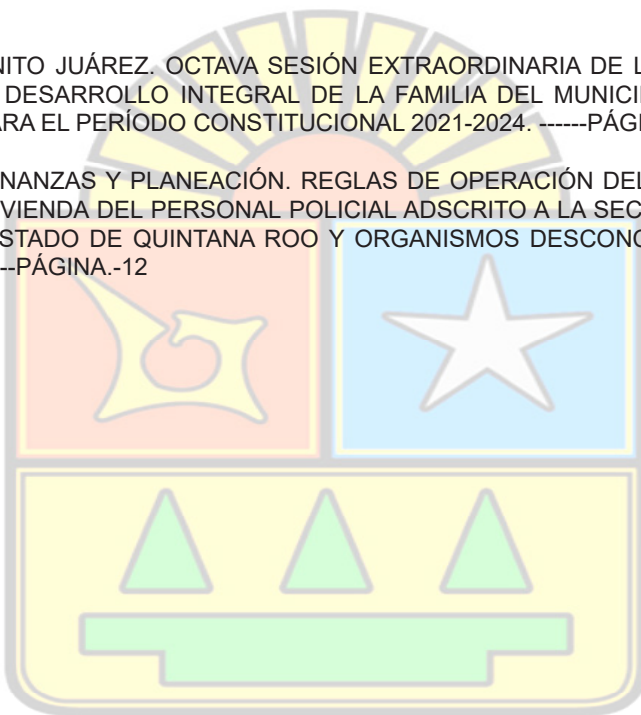 NITO JUÁREZ. OCTAVA SESIÓN EXTRAORDINARIA DE L
DESARROLLO INTEGRAL DE LA FAMILIA DEL MUNICI
ARA EL PERÍODO CONSTITUCIONAL 2021-2024. ------PÁGI
NANZAS Y PLANEACIÓN. REGLAS DE OPERACIÓN DEL
VIENDA DEL PERSONAL POLICIAL ADSCRITO A LA SEC
STADO DE QUINTANA ROO Y ORGANISMOS DESCONC
--PÁGINA.-12